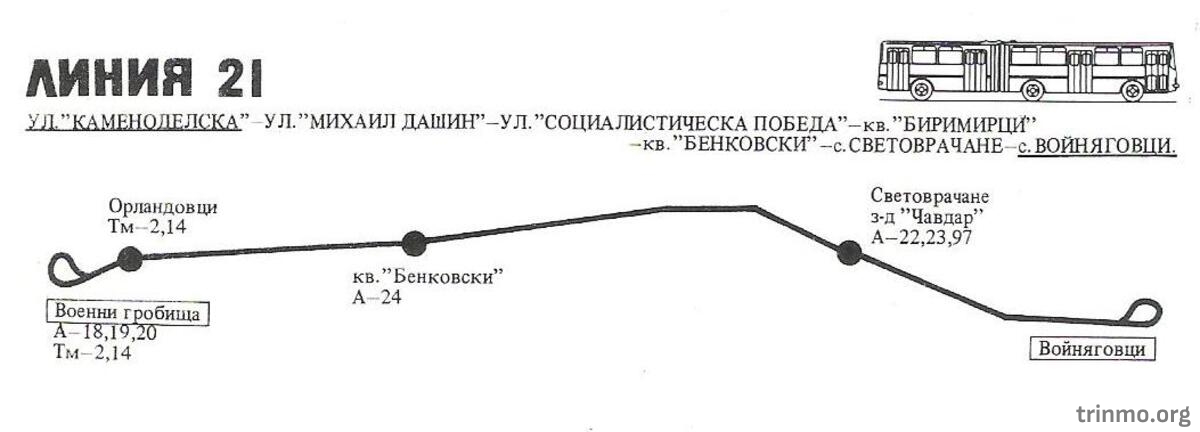 ЛИНИЯ 21
УЛ."КАМЕНОДЕЛСКА"–УЛ."МИХАИЛ ДАШИН"–УЛ."СОЦИАЛИСТИЧЕСКА ПОБЕДА"–кв."БИРИМИРЦИ"
–кв."БЕНКОВСКИ"–с.СВЕТОВРАЧАНЕ–с.ВОЙНЯГОВЦИ.
Орландовци
Тм–2,14
Световрачане
з-д "Чавдар"
А–22,23,97
кв."Бенковски"
А–24
Военни гробища
А–18,19,20
Тм–2,14
Войняговци
trinmo.org